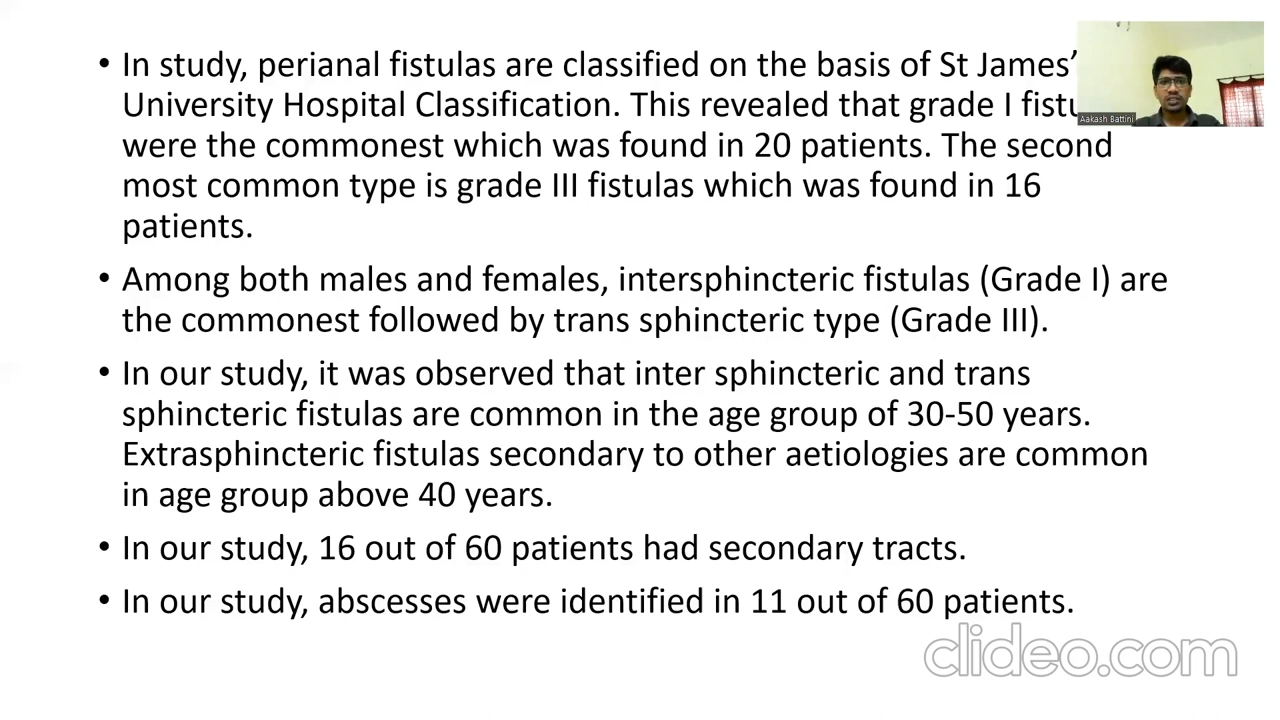 • In study, perianal fistulas are classified on the basis of St James’
University Hospital Classification. This revealed that grade I
were the commonest which was found in 20 patients. The second
most common type is grade III fistulas which was found in 16
patients.
• Among both males and females, intersphincteric fistulas (Grade I) are
the commonest followed by trans sphincteric type (Grade III).
• In our study, it was observed that inter sphincteric and trans
sphincteric fistulas are common in the age group of 30-50 years.
Extrasphincteric fistulas secondary to other aetiologies are common
in age group above 40 years.
• In our study, 16 out of 60 patients had secondary tracts.
• In our study, abscesses were identified in 11 out of 60 patients.
Aakash Battini
clideo.com